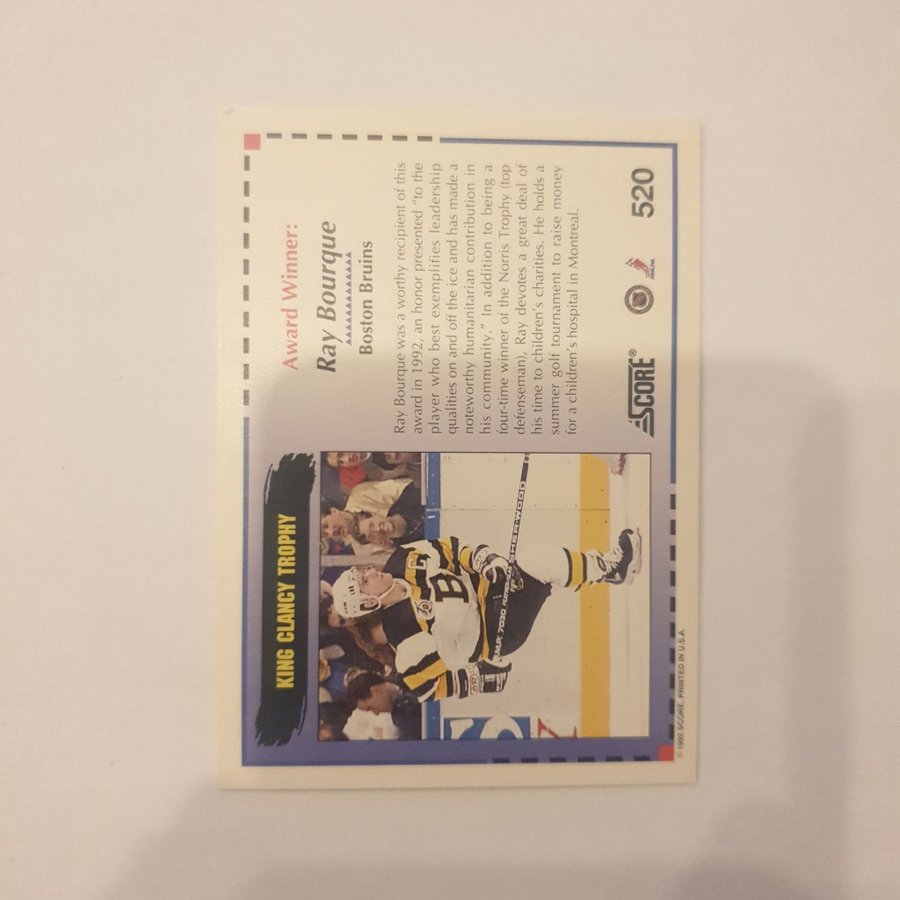 KING CLANCY TROPHY
Award Winner:
Ray Bourque
Boston Bruins
Ray Bourque was a worthy recipient of this
award in 1992, an honor presented "to the
player who best exemplifies leadership
qualities on and off the ice and has made a
noteworthy humanitarian contribution in
his community." In addition to being a
four-time winner of the Norris Trophy (top
defenseman), Ray devotes a great deal of
his time to children's charities. He holds a
summer golf tournament to raise money
for a children's hospital in Montreal.
B
SHER-WOOD
7030
SCORE®
520
© 1992 SCORE, PRINTED IN U.S.A.